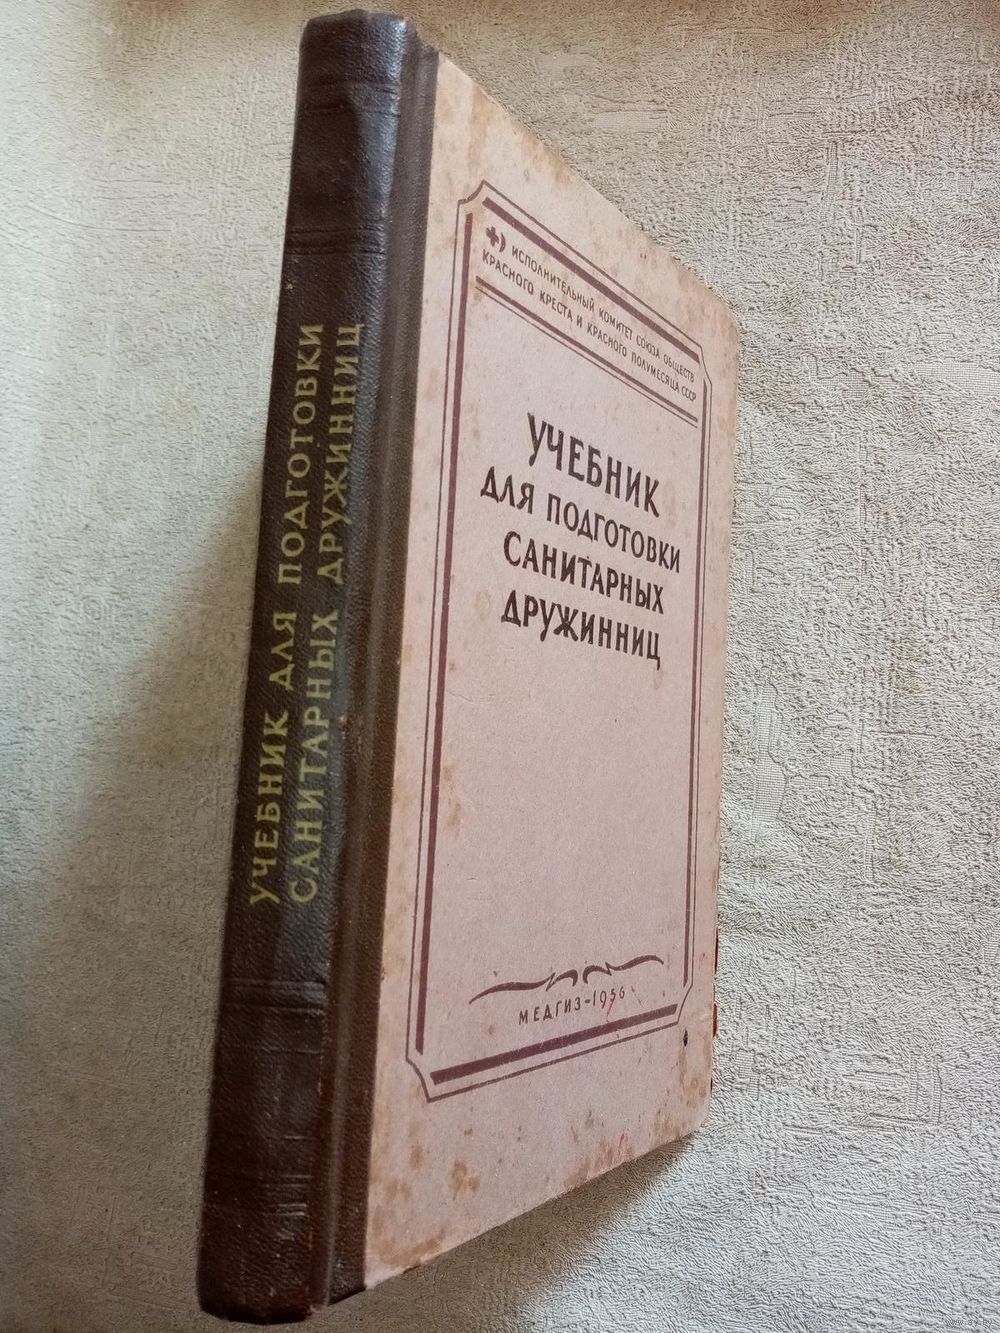 УЧЕБНИК ДЛЯ ПОДГОТОВКИ
САНИТАРНЫХ ДРУЖИННИЦ
ИСПОЛНИТЕЛЬНЫЙ КОМИТЕТ СОЮЗА ОБЩЕСТВ
КРАСНОГО КРЕСТА И КРАСНОГО ПОЛУМЕСЯЦА СССР
УЧЕБНИК
ДЛЯ ПОДГОТОВКИ
САНИТАРНЫХ
ДРУЖИННИЦ
МЕДГИЗ-1956